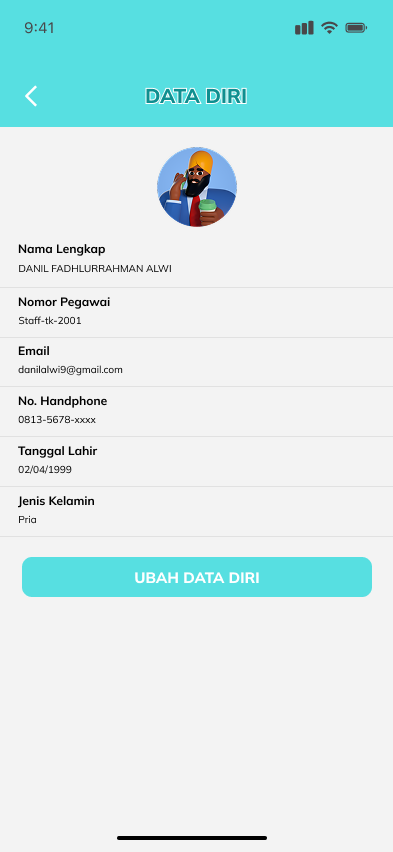 9:41
DATA DIRI
Nama Lengkap
DANIL FADHLURRAHMAN ALWI
Nomor Pegawai
Staff-tk-2001
Email
danilalwi9@gmail.com
No. Handphone
0813-5678-xxxx
Tanggal Lahir
02/04/1999
Jenis Kelamin
Pria
UBAH DATA DIRI